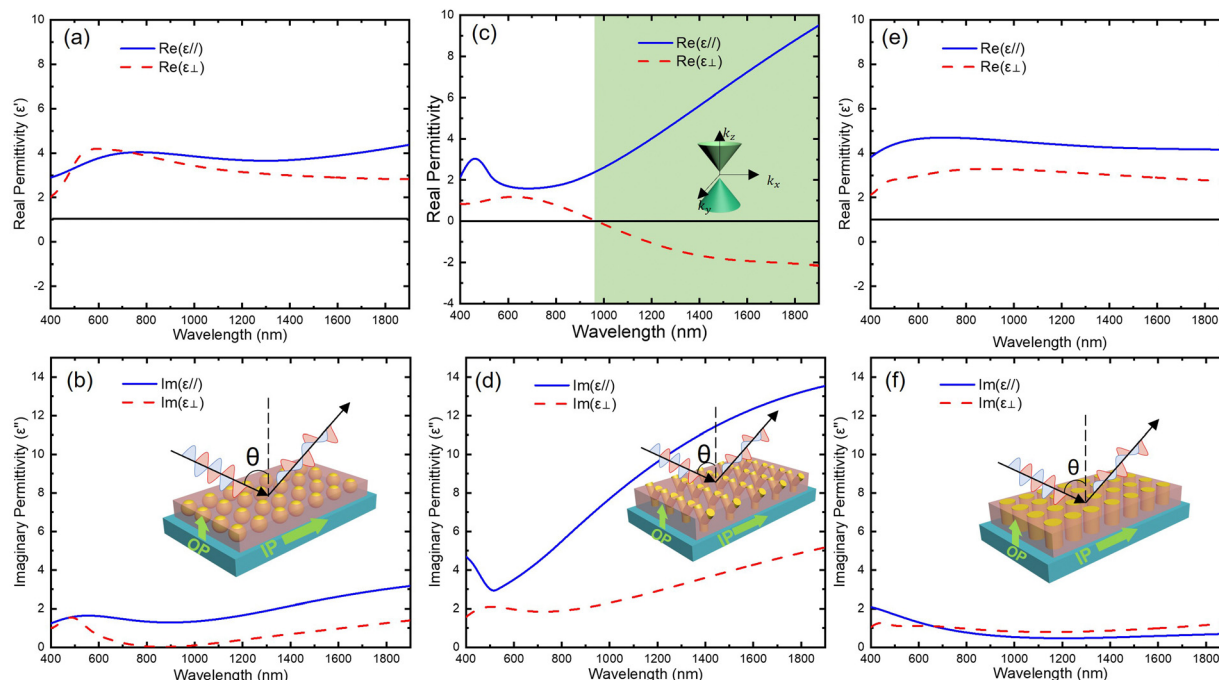 (a)
Re(ε//)
Re(ε⊥)
Real Permittivity (ε')
10
8
6
4
2
0
-2
400 600 800 1000 1200 1400 1600 1800
Wavelength (nm)
(c)
Re(ε//)
Re(ε⊥)
Real Permittivity
10
8
6
4
2
0
-2
-4
k_z
k_x
k_y
400 600 800 1000 1200 1400 1600 1800
Wavelength (nm)
(e)
Re(ε//)
Re(ε⊥)
Real Permittivity (ε')
10
8
6
4
2
0
-2
400 600 800 1000 1200 1400 1600 1800
Wavelength (nm)
(b)
Im(ε//)
Im(ε⊥)
Imaginary Permittivity (ε'')
14
12
10
8
6
4
2
0
θ
OP
IP
400 600 800 1000 1200 1400 1600 1800
Wavelength (nm)
(d)
Im(ε//)
Im(ε⊥)
Imaginary Permittivity (ε'')
14
12
10
8
6
4
2
0
θ
OP
IP
400 600 800 1000 1200 1400 1600 1800
Wavelength (nm)
(f)
Im(ε//)
Im(ε⊥)
Imaginary Permittivity (ε'')
14
12
10
8
6
4
2
0
θ
OP
IP
400 600 800 1000 1200 1400 1600 1800
Wavelength (nm)